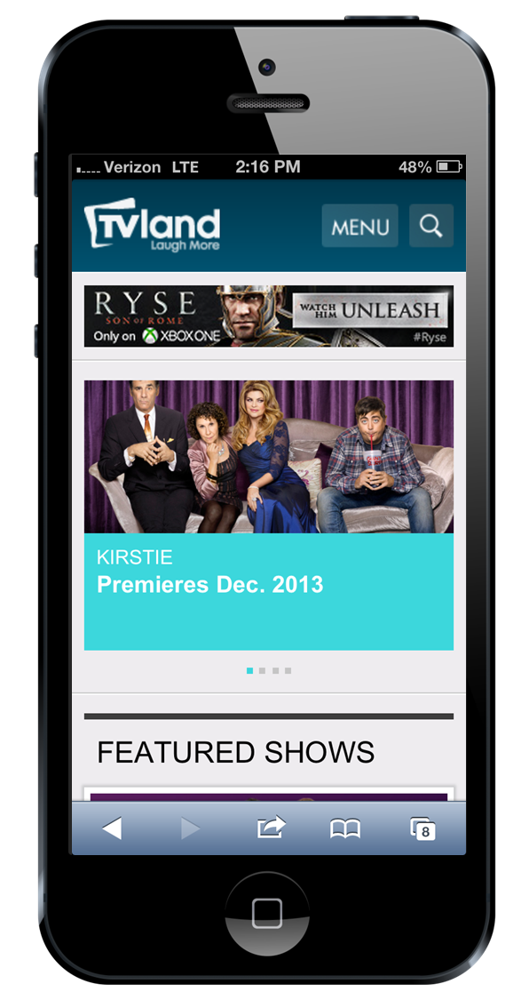 Verizon LTE 2:16 PM 48%
TVland
Laugh More
MENU
RYSE
SON OF ROME
Only on XBOX ONE
WATCH HIM UNLEASH
#Ryse
KIRSTIE
Premieres Dec. 2013
FEATURED SHOWS
8